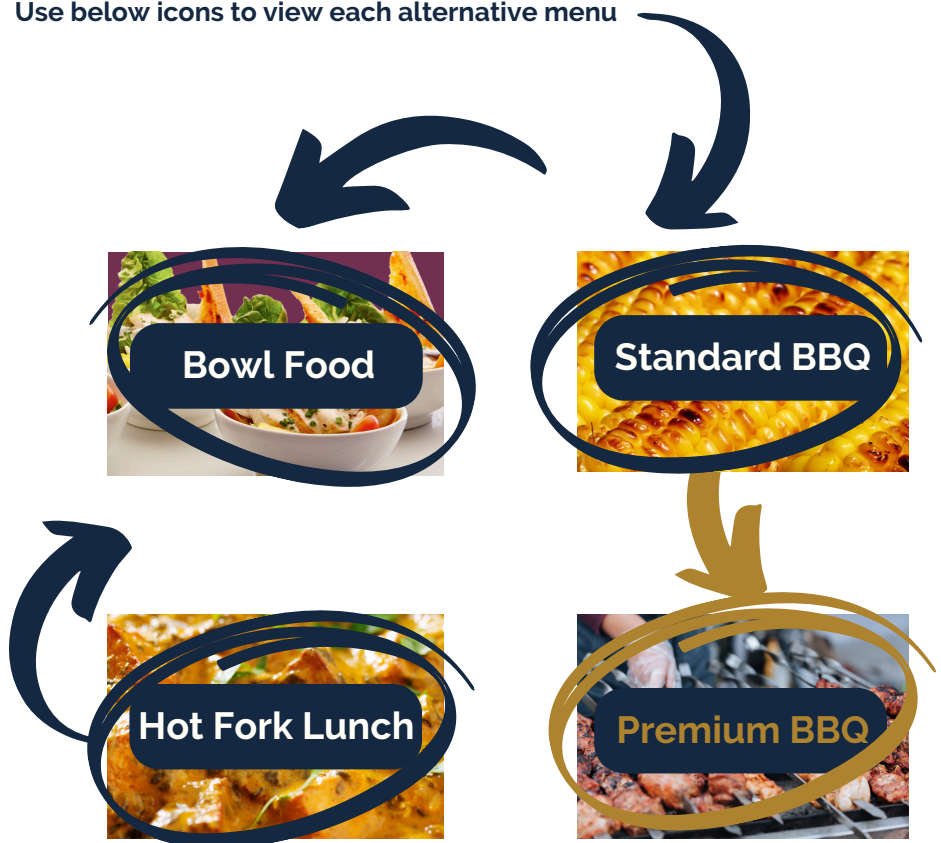 Use below icons to view each alternative menu
Bowl Food
Standard BBQ
Hot Fork Lunch
Premium BBQ